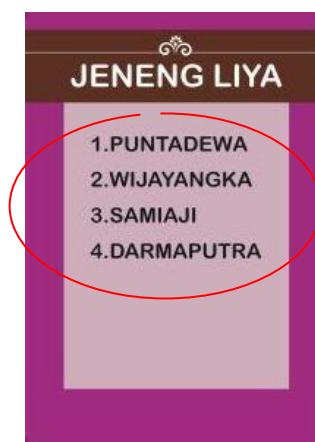 JENENG LIYA
1.PUNTADEWA
2.WIJAYANGKA
3.SAMIAJI
4.DARMAPUTRA